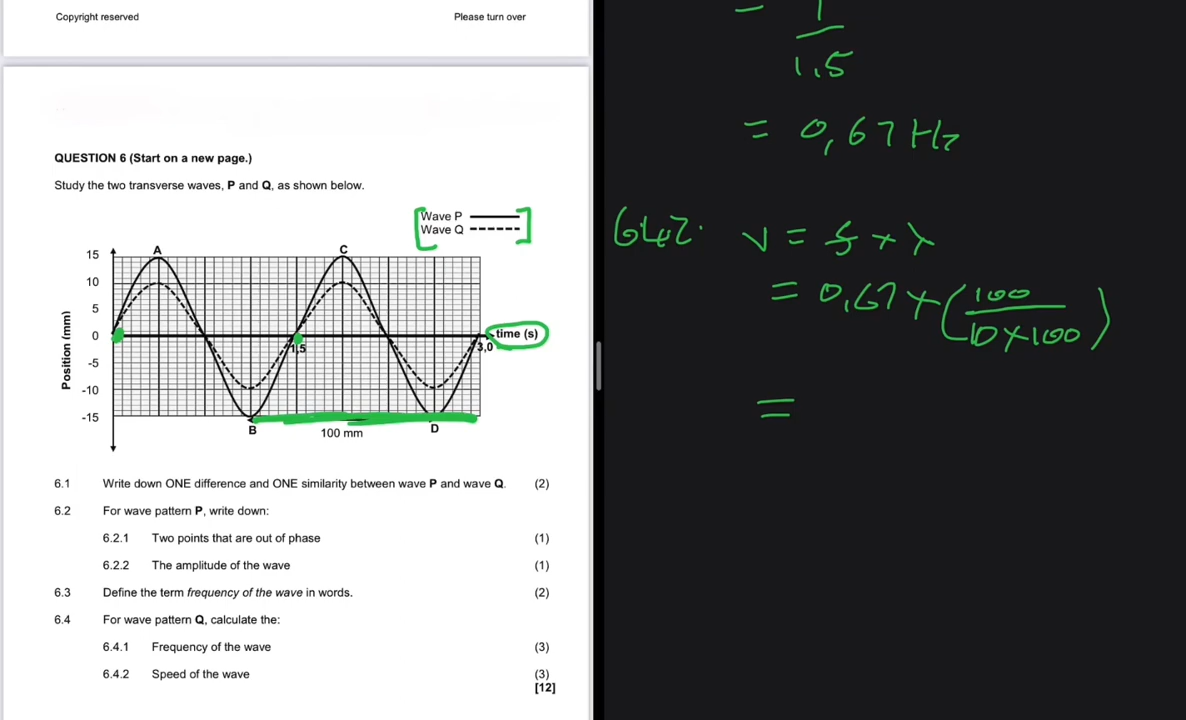 Copyright reserved
Please turn over
QUESTION 6 (Start on a new page.)
Study the two transverse waves, P and Q, as shown below.
Wave P
Wave Q
A
C
15
10
5
0
-5
-10
-15
Position (mm)
time (s)
1,5
3,0
B
D
100 mm
6.1 Write down ONE difference and ONE similarity between wave P and wave Q. (2)
6.2 For wave pattern P, write down:
6.2.1 Two points that are out of phase (1)
6.2.2 The amplitude of the wave (1)
6.3 Define the term frequency of the wave in words. (2)
6.4 For wave pattern Q, calculate the:
6.4.1 Frequency of the wave (3)
6.4.2 Speed of the wave (3)
[12]
= 1
1.5
= 0,67 Hz
6.4.2. v = f × λ
= 0,67 × (100
10×100)
=